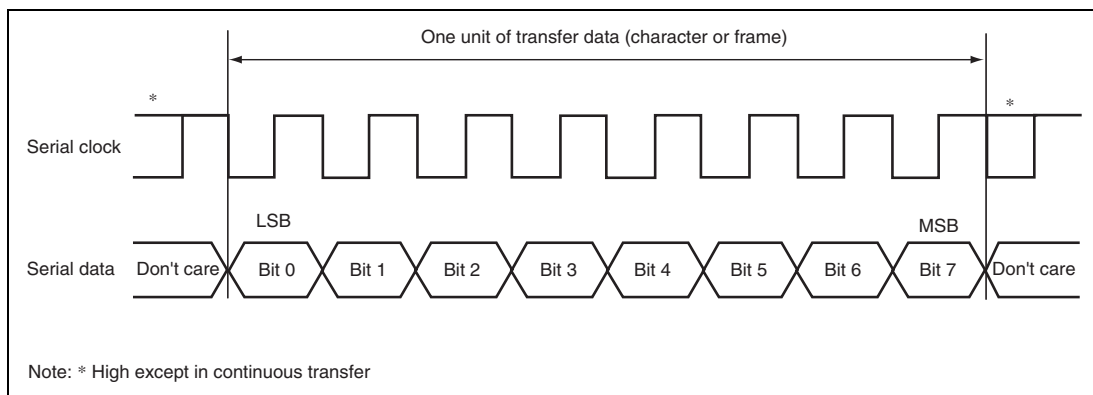 One unit of transfer data (character or frame)
* *
Serial clock
LSB MSB
Serial data Don't care Bit 0 Bit 1 Bit 2 Bit 3 Bit 4 Bit 5 Bit 6 Bit 7 Don't care
Note: * High except in continuous transfer